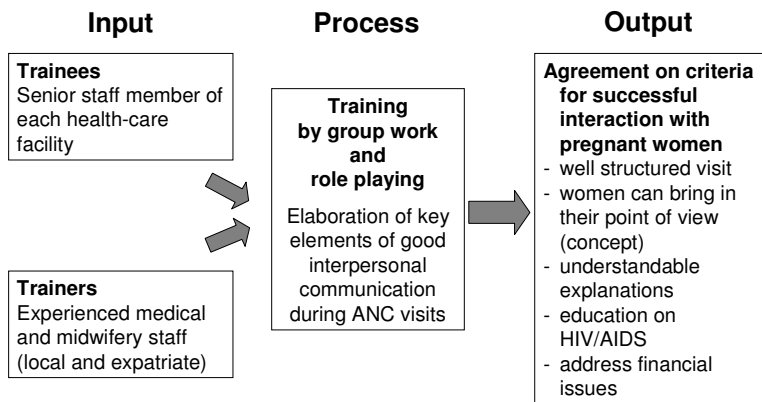 Input
Process
Output
Trainees
Senior staff member of
each health-care
facility
Trainers
Experienced medical
and midwifery staff
(local and expatriate)
Training
by group work
and
role playing
Elaboration of key
elements of good
interpersonal
communication
during ANC visits
Agreement on criteria
for successful
interaction with
pregnant women
- well structured visit
- women can bring in
their point of view
(concept)
- understandable
explanations
- education on
HIV/AIDS
- address financial
issues